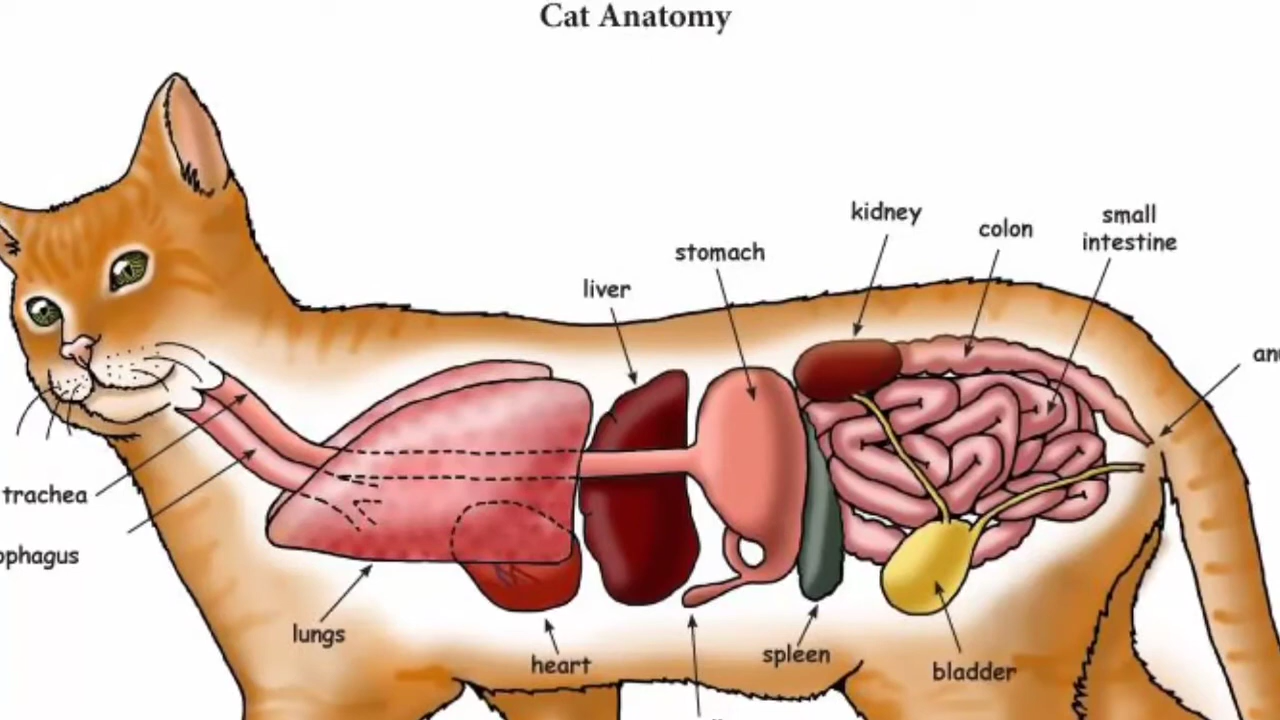 Cat Anatomy
kidney
colon
small
intestine
stomach
liver
trachea
lungs
heart
spleen
bladder